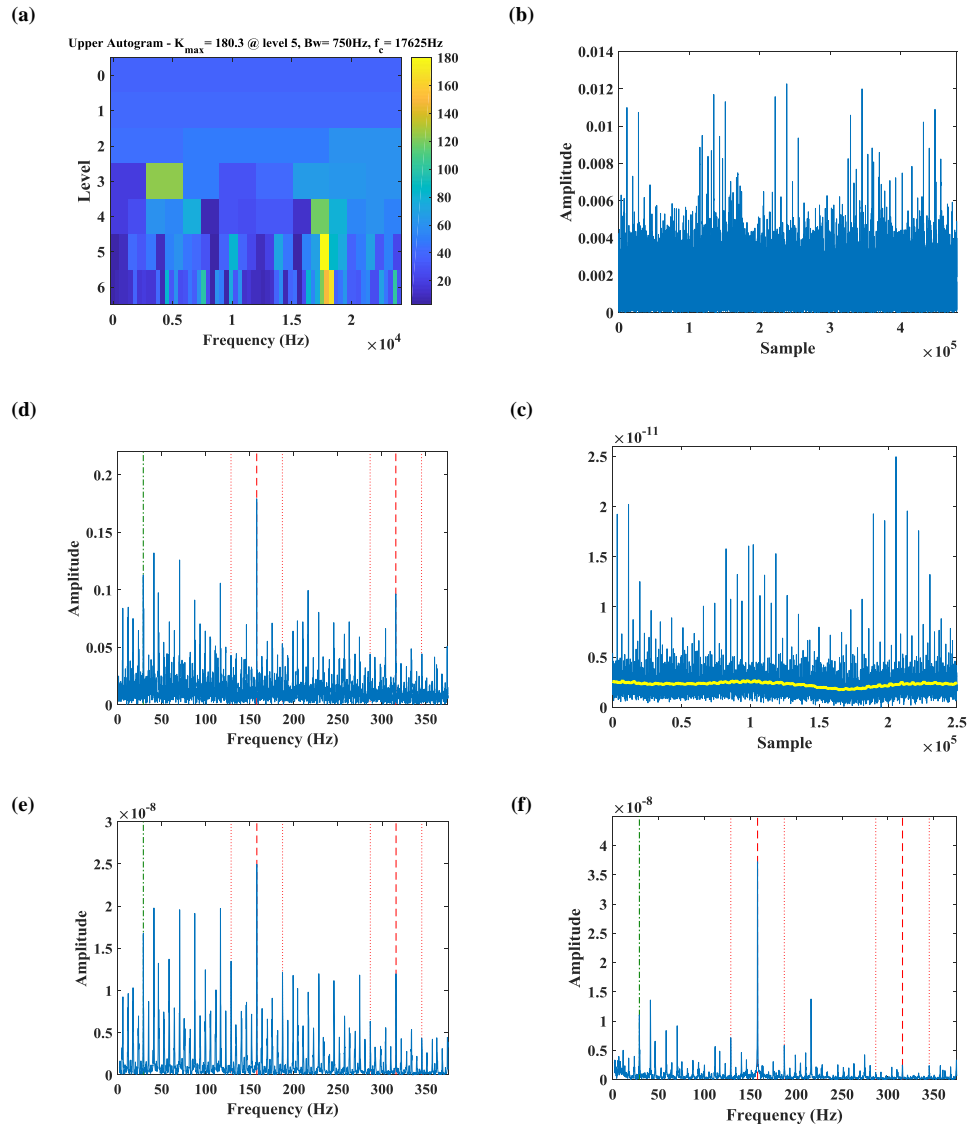 (a)
Upper Autogram - K_max = 180.3 @ level 5, Bw= 750Hz, f_c= 17625Hz
Level
0
1
2
3
4
5
6
0 0.5 1 1.5 2
Frequency (Hz)
×10^4
180
160
140
120
100
80
60
40
20
(b)
Amplitude
0.014
0.012
0.01
0.008
0.006
0.004
0.002
0
0 1 2 3 4
Sample
×10^5
(d)
Amplitude
0.2
0.15
0.1
0.05
0
0 50 100 150 200 250 300 350
Frequency (Hz)
(c)
×10^-11
Amplitude
2.5
2
1.5
1
0.5
0
0 0.5 1 1.5 2 2.5
Sample
×10^5
(e)
×10^-8
Amplitude
3
2.5
2
1.5
1
0.5
0
0 50 100 150 200 250 300 350
Frequency (Hz)
(f)
×10^-8
Amplitude
4
3.5
3
2.5
2
1.5
1
0.5
0
0 50 100 150 200 250 300 350
Frequency (Hz)